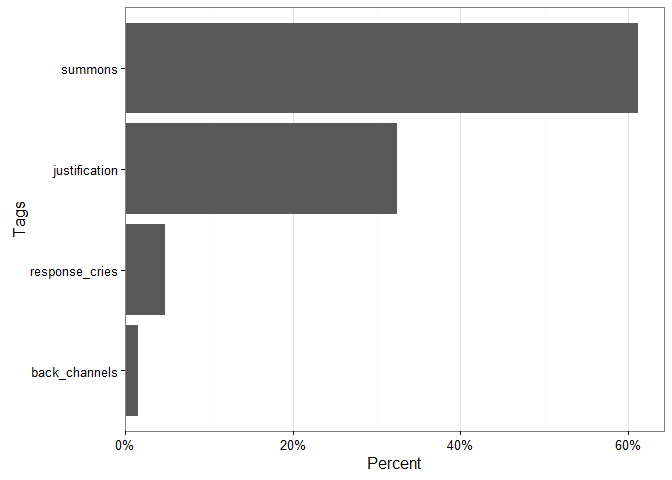 summons
justification
response_cries
back_channels
Tags
0% 20% 40% 60%
Percent